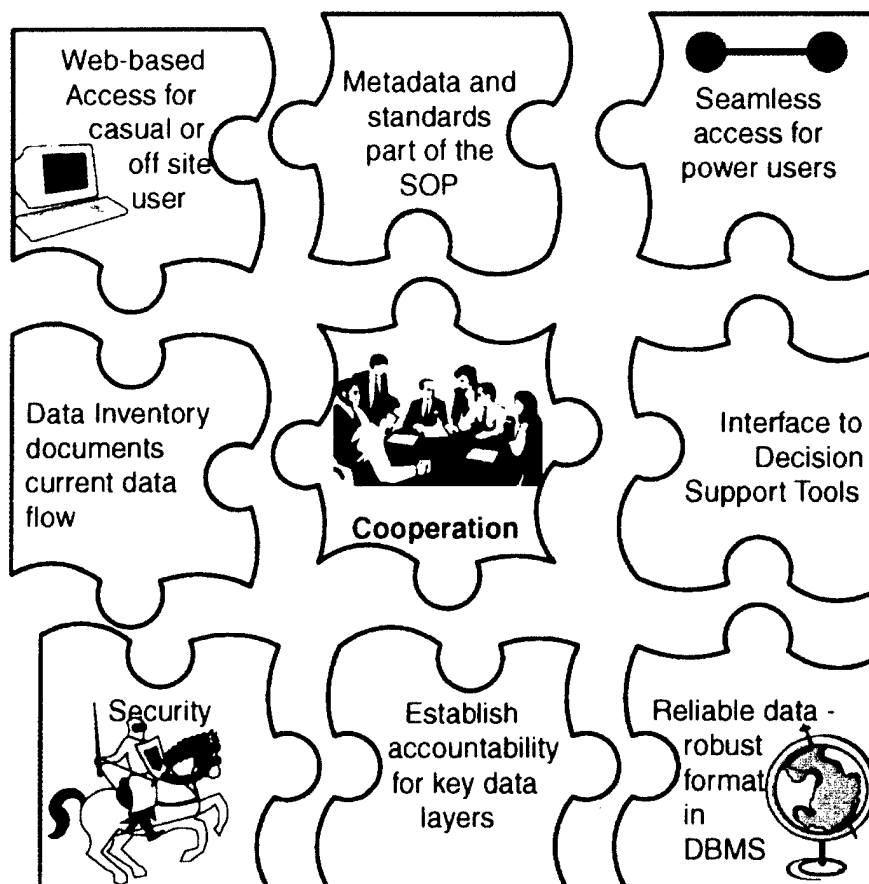 Web-based
Access for
casual or
off site
user
Metadata and
standards
part of the
SOP
Seamless
access for
power users
Data Inventory
documents
current data
flow
Cooperation
Interface to
Decision
Support Tools
Security
Establish
accountability
for key data
layers
Reliable data -
robust
format
in
DBMS